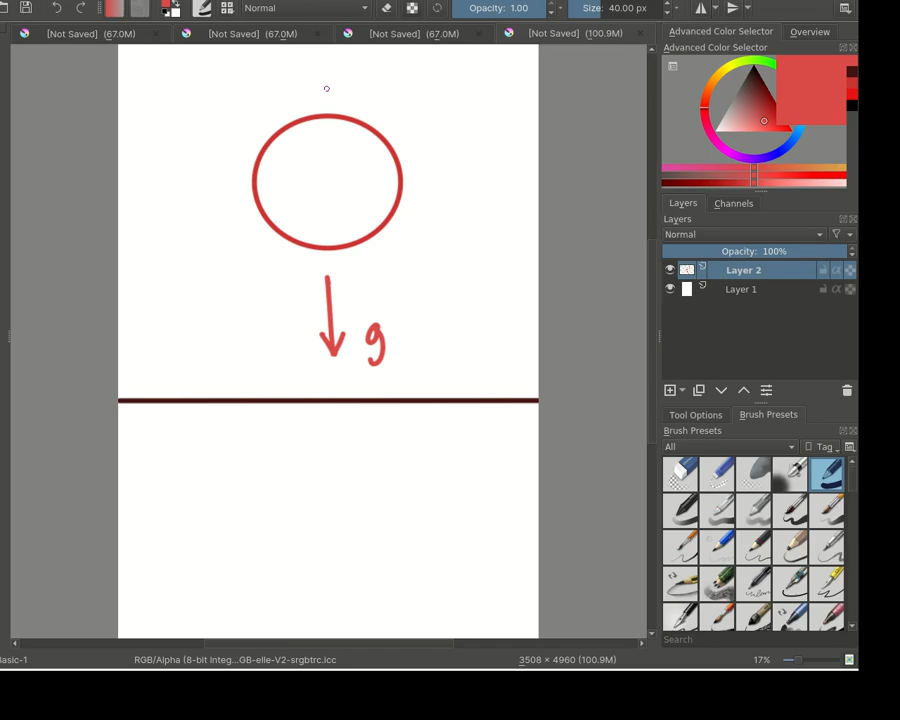 Normal
Opacity: 1.00
Size: 40.00 px
[Not Saved] (67.0M)
[Not Saved] (67.0M)
[Not Saved] (67.0M)
[Not Saved] (100.9M)
Advanced Color Selector
Overview
Advanced Color Selector
Layers
Channels
Layers
Normal
Opacity: 100%
Layer 2
Layer 1
g
Tool Options
Brush Presets
Brush Presets
All
Tag
Search
asic-1
RGB/Alpha (8-bit integ...GB-elle-V2-srgbtrc.icc
3508 × 4960 (100.9M)
17%